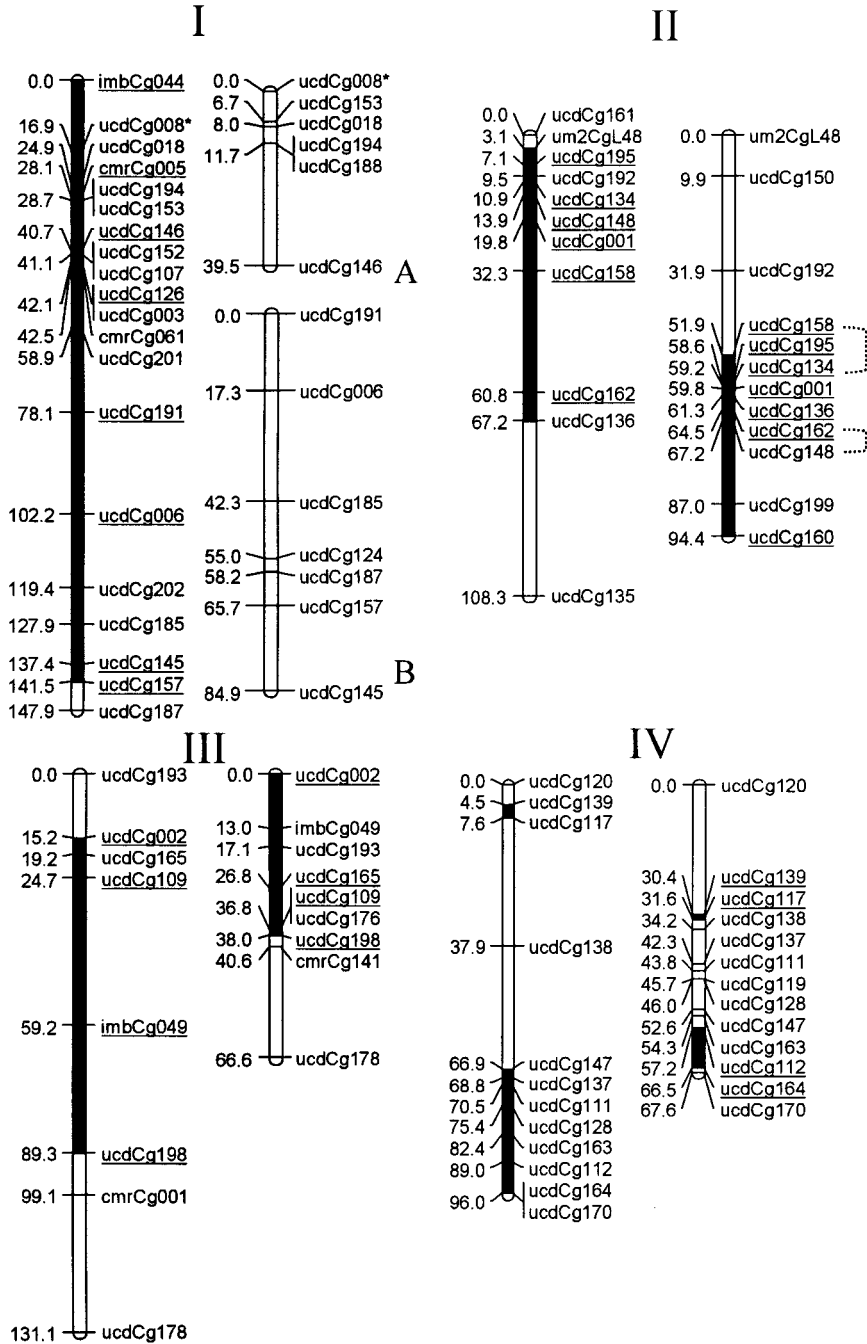 I
0.0 imbCg044
16.9 ucdCg008*
24.9 ucdCg018
28.1 cmrCg005
28.7 ucdCg194
ucdCg153
40.7 ucdCg146
41.1 ucdCg152
ucdCg107
42.1 ucdCg126
ucdCg003
42.5 cmrCg061
58.9 ucdCg201
78.1 ucdCg191
102.2 ucdCg006
119.4 ucdCg202
127.9 ucdCg185
137.4 ucdCg145
141.5 ucdCg157
147.9 ucdCg187
0.0 ucdCg008*
6.7 ucdCg153
8.0 ucdCg018
11.7 ucdCg194
ucdCg188
39.5 ucdCg146
A
0.0 ucdCg191
17.3 ucdCg006
42.3 ucdCg185
55.0 ucdCg124
58.2 ucdCg187
65.7 ucdCg157
84.9 ucdCg145
B
II
0.0 ucdCg161
3.1 um2CgL48
7.1 ucdCg195
9.5 ucdCg192
10.9 ucdCg134
13.9 ucdCg148
19.8 ucdCg001
32.3 ucdCg158
60.8 ucdCg162
67.2 ucdCg136
108.3 ucdCg135
0.0 um2CgL48
9.9 ucdCg150
31.9 ucdCg192
51.9 ucdCg158
58.6 ucdCg195
59.2 ucdCg134
59.8 ucdCg001
61.3 ucdCg136
64.5 ucdCg162
67.2 ucdCg148
87.0 ucdCg199
94.4 ucdCg160
III
0.0 ucdCg193
15.2 ucdCg002
19.2 ucdCg165
24.7 ucdCg109
59.2 imbCg049
89.3 ucdCg198
99.1 cmrCg001
131.1 ucdCg178
0.0 ucdCg002
13.0 imbCg049
17.1 ucdCg193
26.8 ucdCg165
36.8 ucdCg109
ucdCg176
38.0 ucdCg198
40.6 cmrCg141
66.6 ucdCg178
IV
0.0 ucdCg120
4.5 ucdCg139
7.6 ucdCg117
37.9 ucdCg138
66.9 ucdCg147
68.8 ucdCg137
70.5 ucdCg111
75.4 ucdCg128
82.4 ucdCg163
89.0 ucdCg112
96.0 ucdCg164
ucdCg170
0.0 ucdCg120
30.4 ucdCg139
31.6 ucdCg117
34.2 ucdCg138
42.3 ucdCg137
43.8 ucdCg111
45.7 ucdCg119
46.0 ucdCg128
52.6 ucdCg147
54.3 ucdCg163
57.2 ucdCg112
66.5 ucdCg164
67.6 ucdCg170